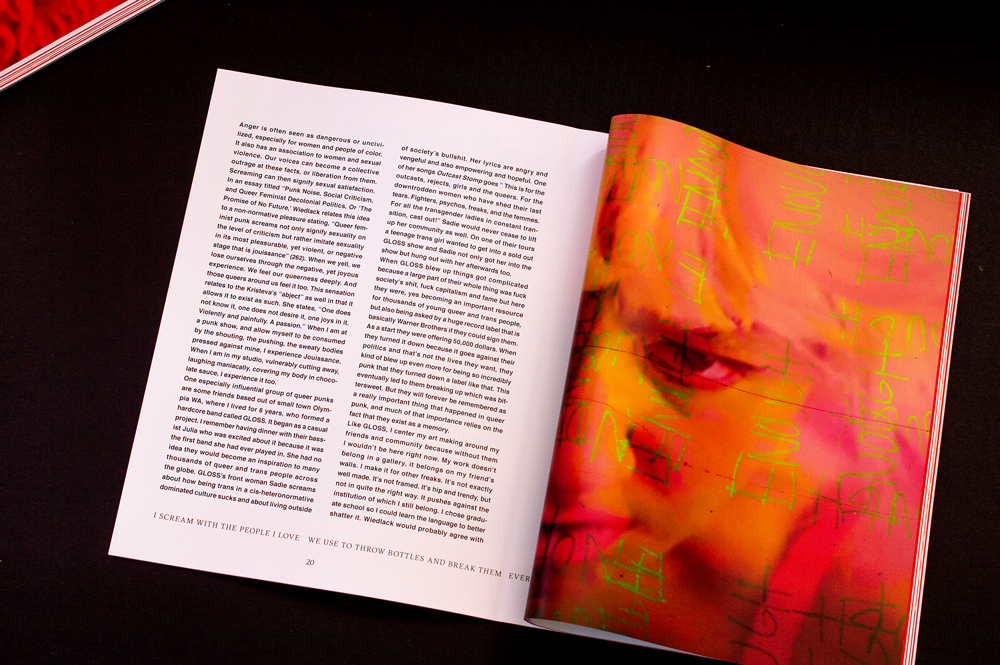 Anger is often seen as dangerous or uncivi-
lized, especially for women and people of color.
It also has an association to women and sexual
violence. Our voices can become a collective
outrage at these facts, or liberation from them.
Screaming can then signify sexual satisfaction.
In an essay titled "Punk Noise, Social Criticism,
and Queer Feminist Decolonial Politics, Or 'The
Promise of No Future,' Wiedlack relates this idea
to a non-normative pleasure stating, "Queer fem-
inist punk screams not only signify sexuality on
the level of criticism but rather imitate sexuality
in its most pleasurable, yet violent, or negative
stage that is jouissance" (262). When we yell, we
lose ourselves through the negative, yet joyous
experience. We feel our queerness deeply. And
those queers around us feel it too. This sensation
relates to the Kristeva's "abject" as well in that it
allows it to exist as such. She states, "One does
not know it, one does not desire it, one joys in it.
Violently and painfully. A passion." When I am at
a punk show, and allow myself to be consumed
by the shouting, the pushing, the sweaty bodies
pressed against mine, I experience Jouissance.
When I am in my studio, vulnerably cutting away,
laughing maniacally, covering my body in choco-
late sauce, I experience it too.
One especially influential group of queer punks
are some friends based out of small town Olym-
pia WA, where I lived for 6 years, who formed a
hardcore band called GLOSS. It began as a casual
project. I remember having dinner with their bass-
ist Julia who was excited about it because it was
the first band she had ever played in. She had no
idea they would become an inspiration to many
thousands of queer and trans people across
the globe. GLOSS's front woman Sadie screams
about how being trans in a cis-heteronormative
dominated culture sucks and about living outside
of society's bullshit. Her lyrics are angry and
vengeful and also empowering and hopeful. One
of her songs Outcast Stomp goes " This is for the
outcasts, rejects, girls and the queers. For the
downtrodden women who have shed their last
tears. Fighters, psychos, freaks, and the femmes.
For all the transgender ladies in constant tran-
sition, cast out!" Sadie would never cease to lift
up her community as well. On one of their tours
a teenage trans girl wanted to get into a sold out
GLOSS show and Sadie not only got her into the
show but hung out with her afterwards too.
When GLOSS blew up things got complicated
because a large part of their whole thing was fuck
society's shit, fuck capitalism and fame but here
they were, yes becoming an important resource
for thousands of young queer and trans people,
but also being asked by a huge record label that is
basically Warner Brothers if they could sign them.
As a start they were offering 50,000 dollars. When
they turned it down because it goes against their
politics and that's not the lives they want, they
kind of blew up even more for being so incredibly
punk that they turned down a label like that. This
eventually led to them breaking up which was bit-
tersweet. But they will forever be remembered as
a really important thing that happened in queer
punk, and much of that importance relies on the
fact that they exist as a memory.
Like GLOSS, I center my art making around my
friends and community because without them
I wouldn't be here right now. My work doesn't
belong in a gallery, it belongs on my friend's
walls. I make it for other freaks. It's not exactly
well made. It's not framed. It's hip and trendy, but
not in quite the right way. It pushes against the
institution of which I still belong. I chose gradu-
ate school so I could learn the language to better
shatter it. Wiedlack would probably agree with
I SCREAM WITH THE PEOPLE I LOVE WE USE TO THROW BOTTLES AND BREAK THEM EVER
20
ENOUGH